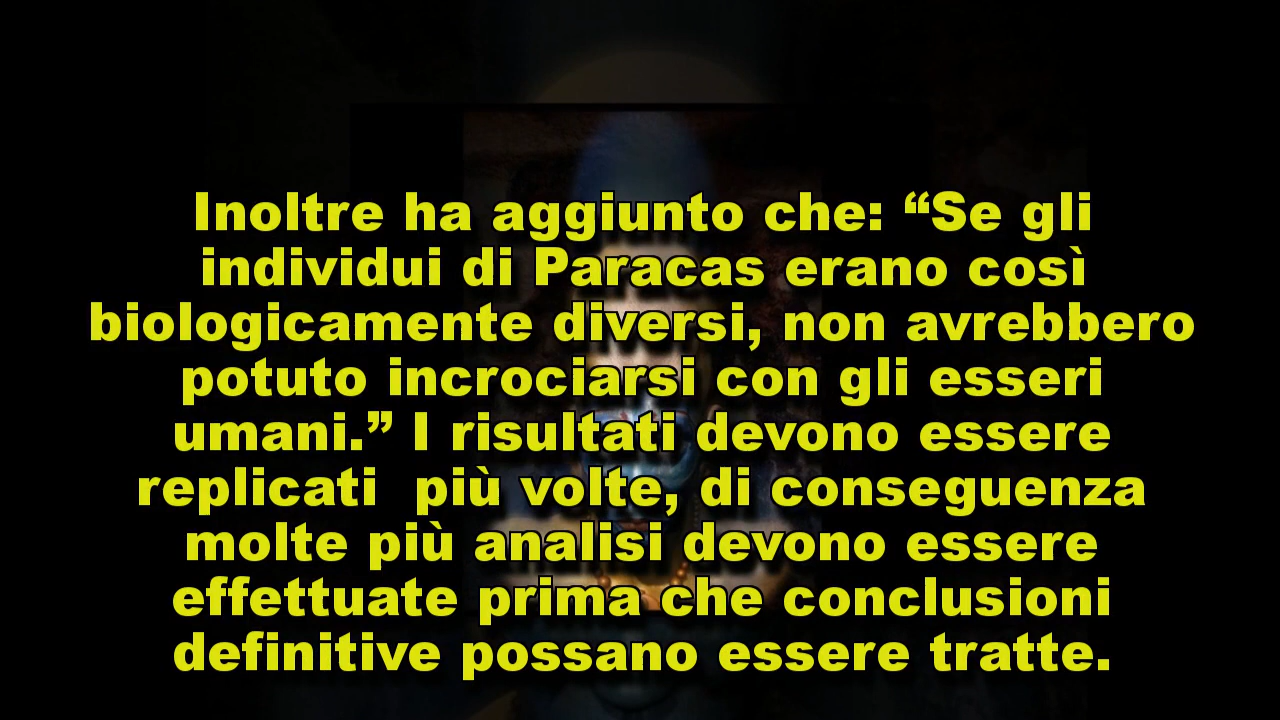 Inoltre ha aggiunto che: “Se gli
individui di Paracas erano così
biologicamente diversi, non avrebbero
potuto incrociarsi con gli esseri
umani.” I risultati devono essere
replicati  più volte, di conseguenza
molte più analisi devono essere
effettuate prima che conclusioni
definitive possano essere tratte.